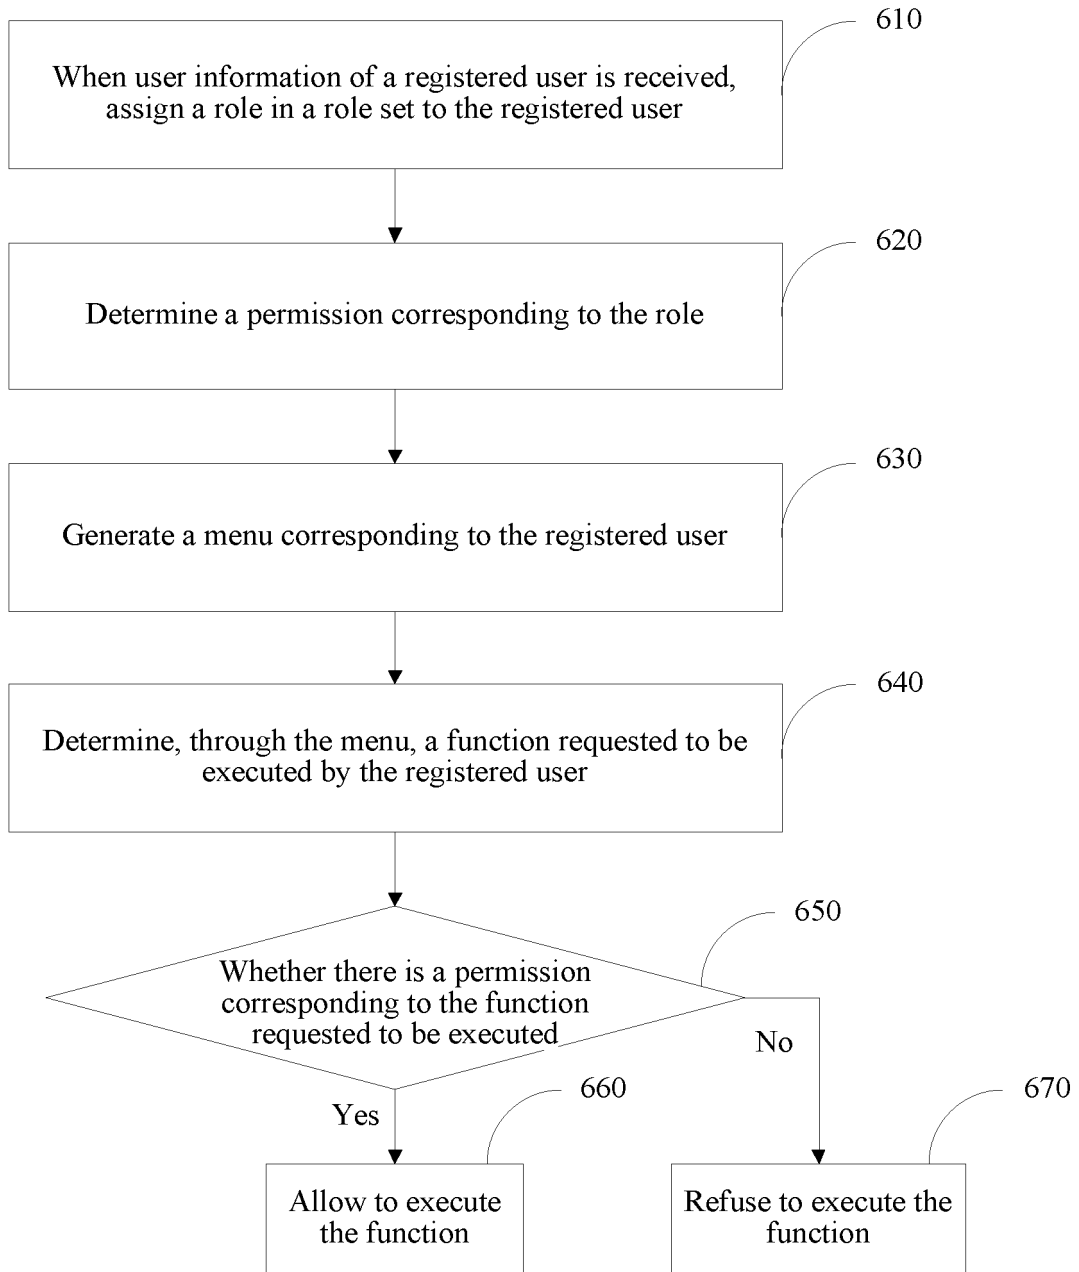 610
When user information of a registered user is received,
assign a role in a role set to the registered user
620
Determine a permission corresponding to the role
630
Generate a menu corresponding to the registered user
640
Determine, through the menu, a function requested to be
executed by the registered user
650
Whether there is a permission
corresponding to the function
requested to be executed
No
Yes
660
670
Allow to execute
the function
Refuse to execute the
function